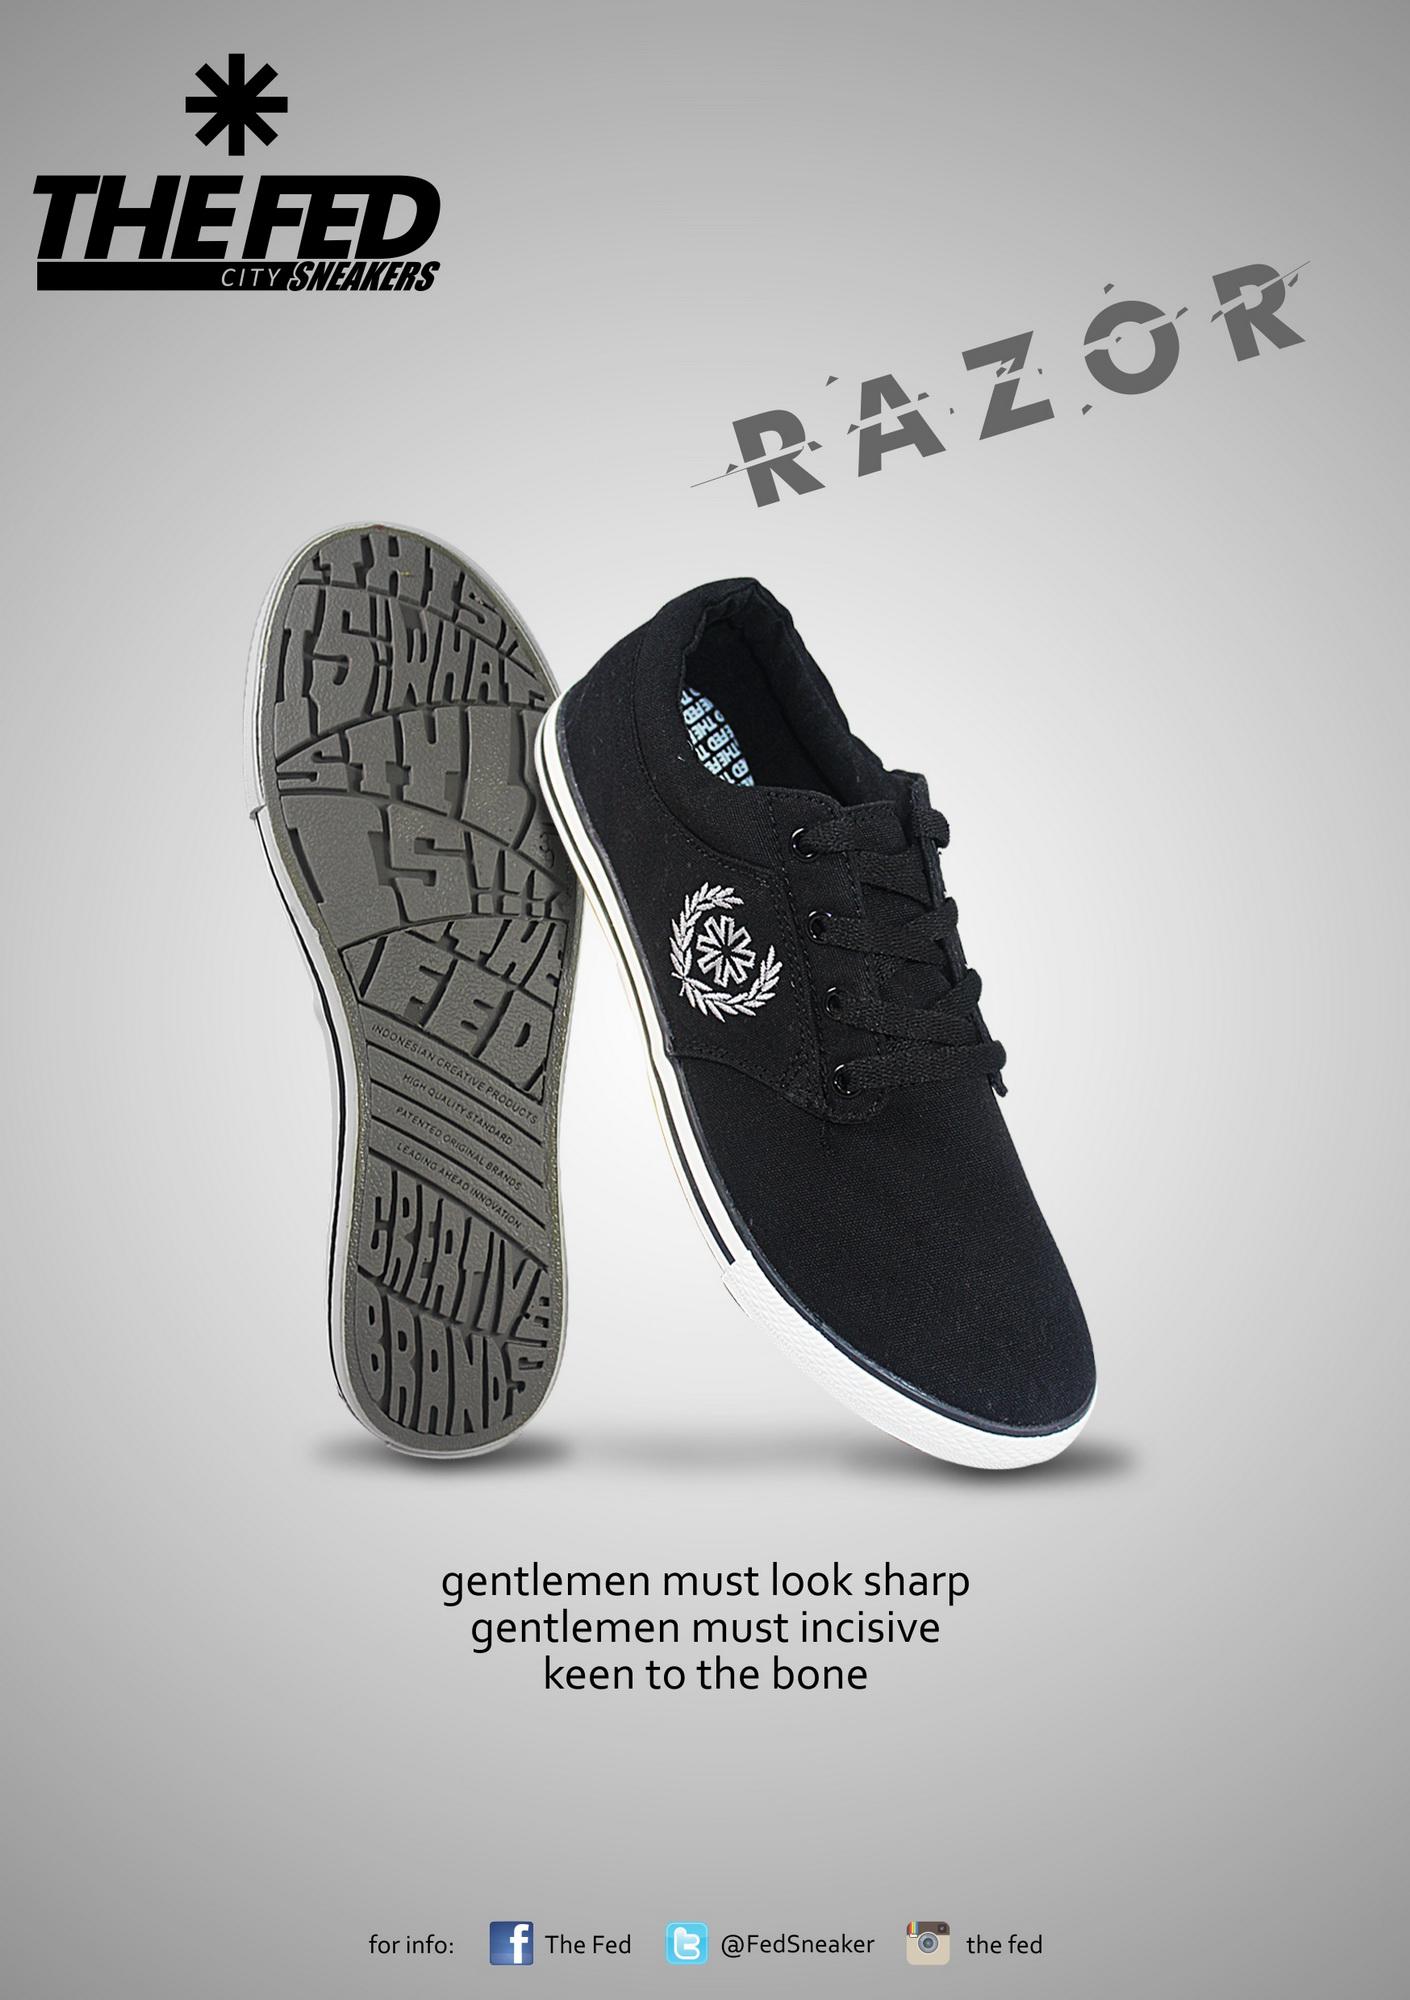 THE FED
CITY SNEAKERS
RAZOR
THIS
IS WHAT
STYLE
IS!!!
THE
FED
INDONESIAN CREATIVE PRODUCTS
HIGH QUALITY STANDARD
PATENTED ORIGINAL BRANDS
LEADING AHEAD INNOVATION
CREATIVE
BRANDS
gentlemen must look sharp
gentlemen must incisive
keen to the bone
for info: The Fed @FedSneaker the fed